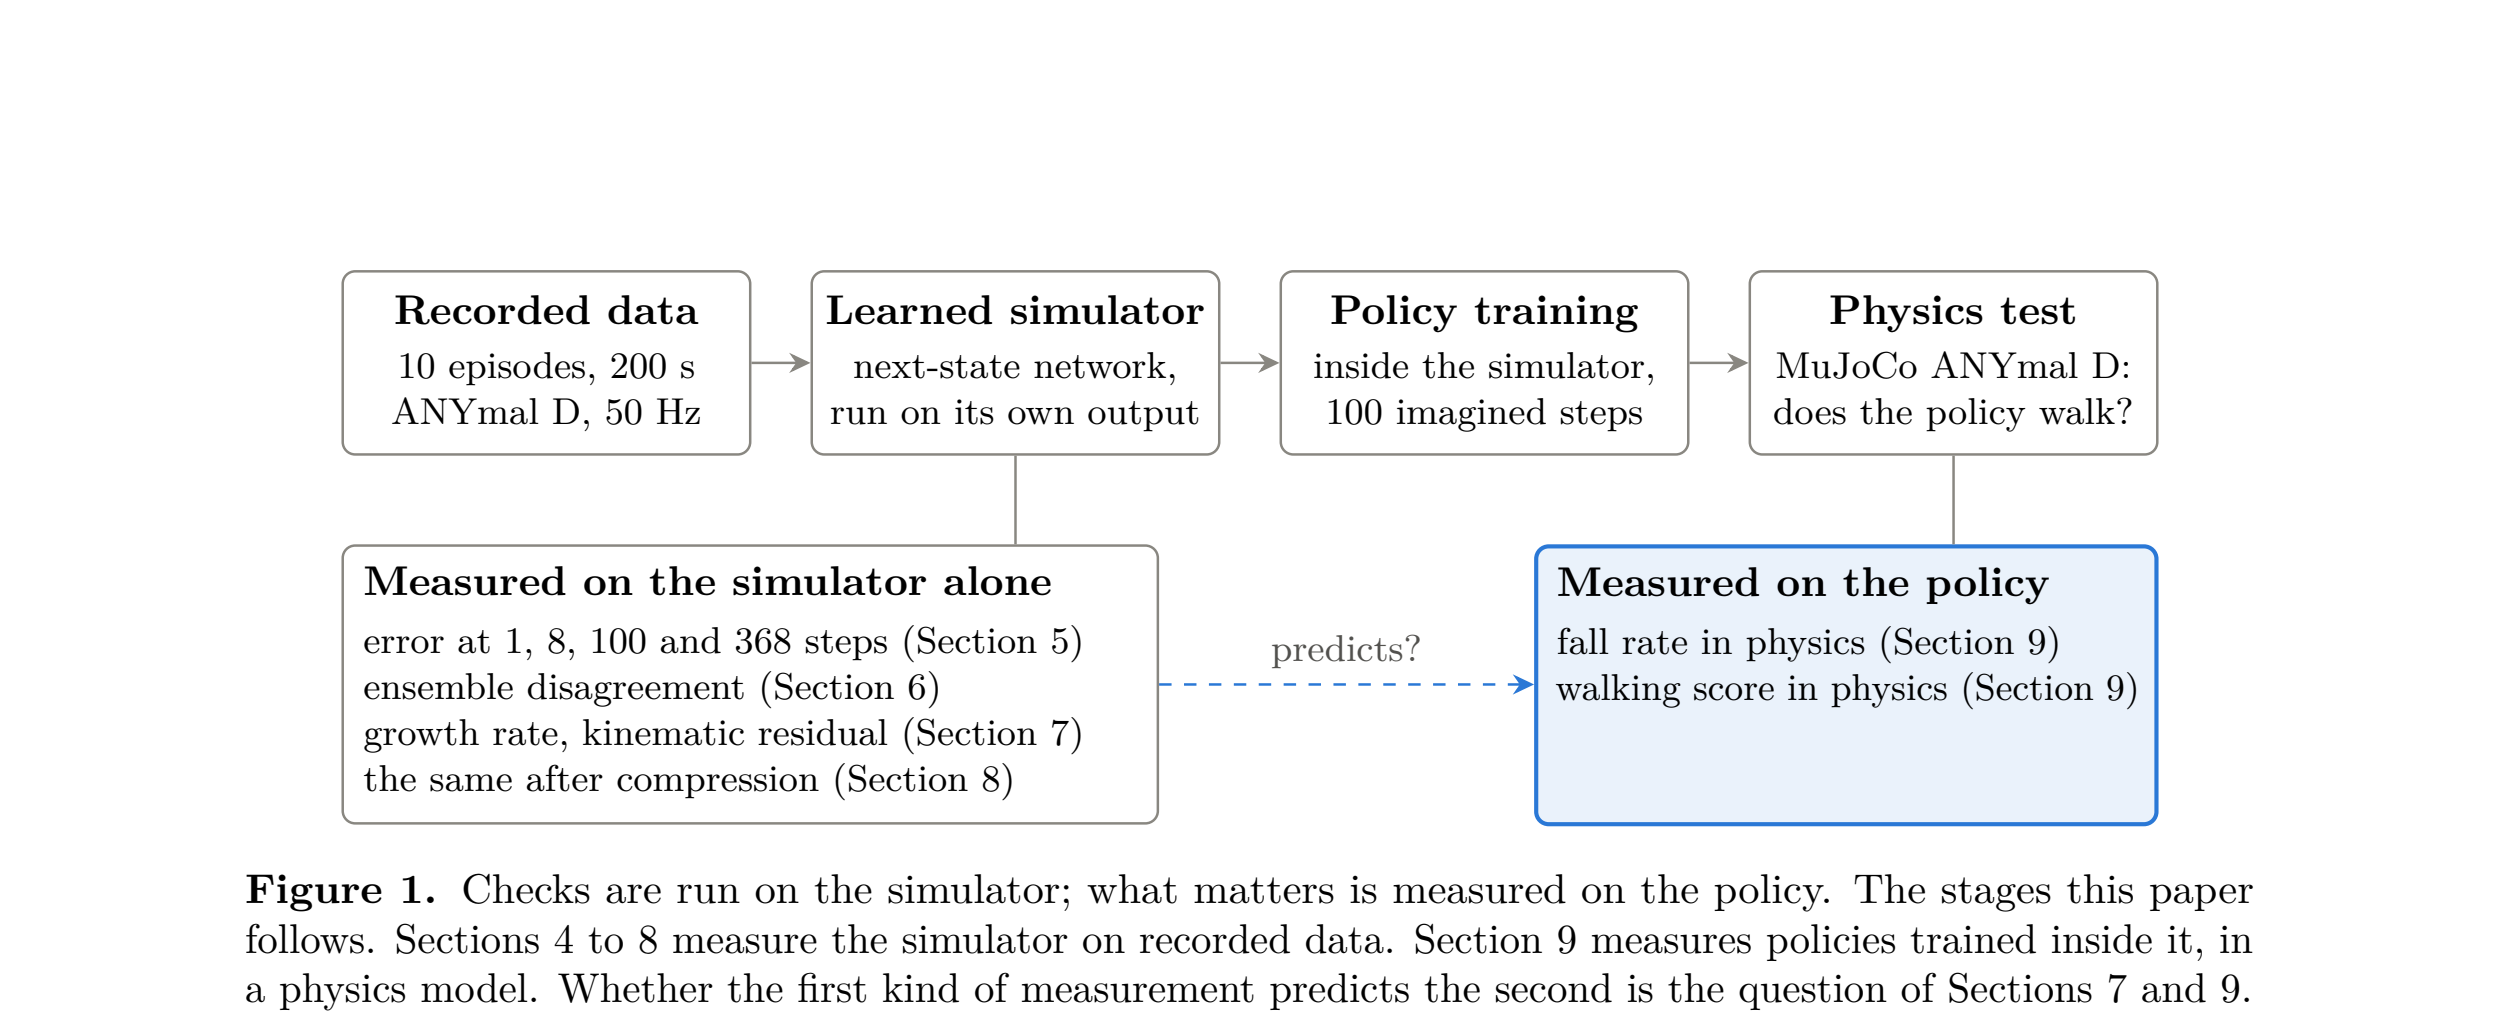 Recorded data
10 episodes, 200 s
ANYmal D, 50 Hz
Learned simulator
next-state network,
run on its own output
Policy training
inside the simulator,
100 imagined steps
Physics test
MuJoCo ANYmal D:
does the policy walk?
Measured on the simulator alone
error at 1, 8, 100 and 368 steps (Section 5)
ensemble disagreement (Section 6)
growth rate, kinematic residual (Section 7)
the same after compression (Section 8)
predicts?
Measured on the policy
fall rate in physics (Section 9)
walking score in physics (Section 9)
Figure 1. Checks are run on the simulator; what matters is measured on the policy. The stages this paper
follows. Sections 4 to 8 measure the simulator on recorded data. Section 9 measures policies trained inside it, in
a physics model. Whether the first kind of measurement predicts the second is the question of Sections 7 and 9.